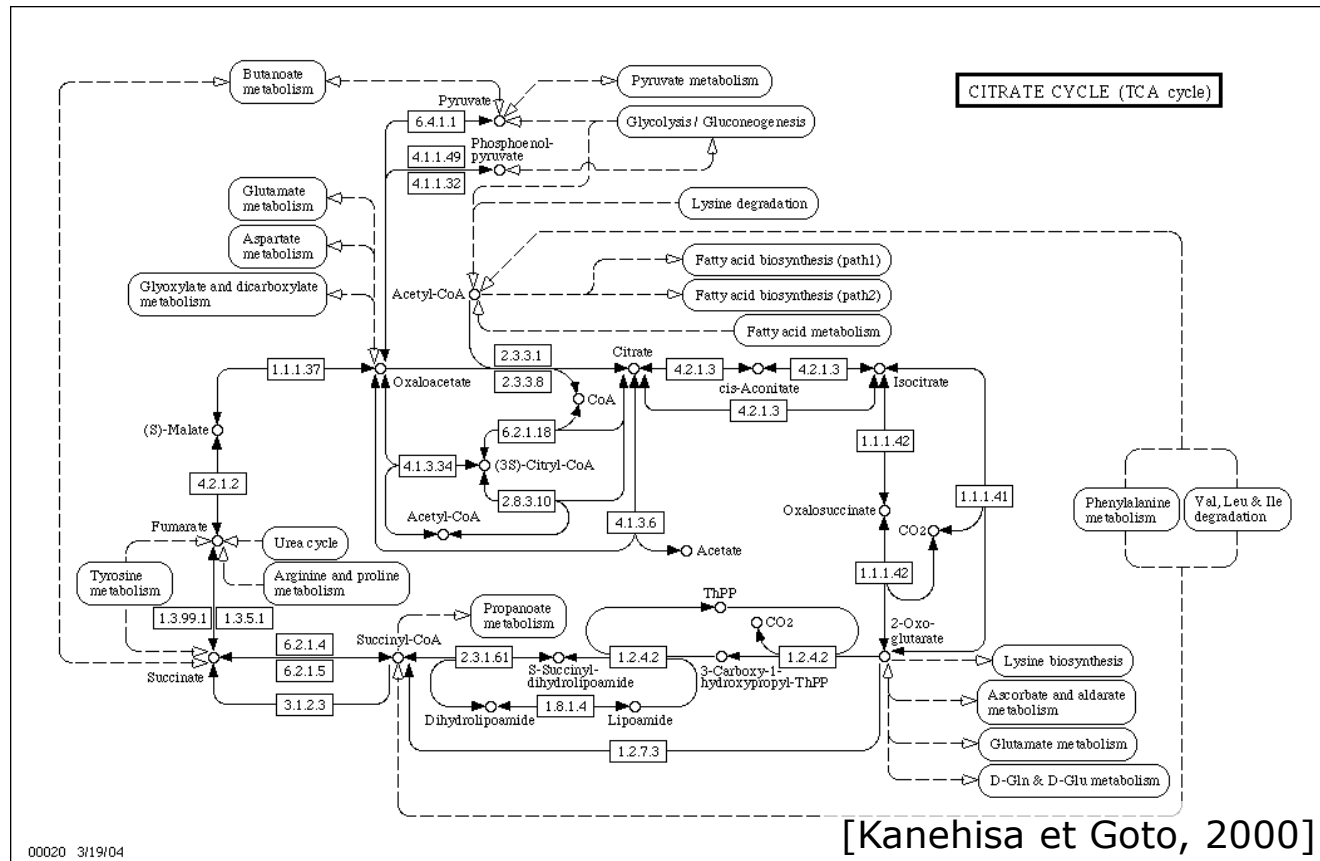 Butanoate
metabolism
Pyruvate metabolism
CITRATE CYCLE (TCA cycle)
Pyruvate
6.4.1.1
Glycolysis / Gluconeogenesis
Phosphoenol-
pyruvate
4.1.1.49
4.1.1.32
Glutamate
metabolism
Lysine degradation
Aspartate
metabolism
Fatty acid biosynthesis (path1)
Glyoxylate and dicarboxylate
metabolism
Acetyl-CoA
Fatty acid biosynthesis (path2)
Fatty acid metabolism
1.1.1.37
Oxaloacetate
2.3.3.1
2.3.3.8
Citrate
4.2.1.3
cis-Aconitate
4.2.1.3
Isocitrate
CoA
4.2.1.3
(S)-Malate
6.2.1.18
1.1.1.42
4.1.3.34
(3S)-Citryl-CoA
4.2.1.2
2.8.3.10
1.1.1.41
Phenylalanine
metabolism
Val, Leu & Ile
degradation
Oxalosuccinate
Acetyl-CoA
4.1.3.6
CO2
Fumarate
Urea cycle
Acetate
Tyrosine
metabolism
Arginine and proline
metabolism
1.1.1.42
1.3.99.1
1.3.5.1
Propanoate
metabolism
ThPP
CO2
2-Oxo-
glutarate
6.2.1.4
6.2.1.5
Succinyl-CoA
2.3.1.61
1.2.4.2
1.2.4.2
Lysine biosynthesis
Succinate
S-Succinyl-
dihydrolipoamide
3-Carboxy-1-
hydroxypropyl-ThPP
3.1.2.3
Dihydrolipoamide
1.8.1.4
Lipoamide
Ascorbate and aldarate
metabolism
1.2.7.3
Glutamate metabolism
D-Gln & D-Glu metabolism
[Kanehisa et Goto, 2000]
00020 3/19/04